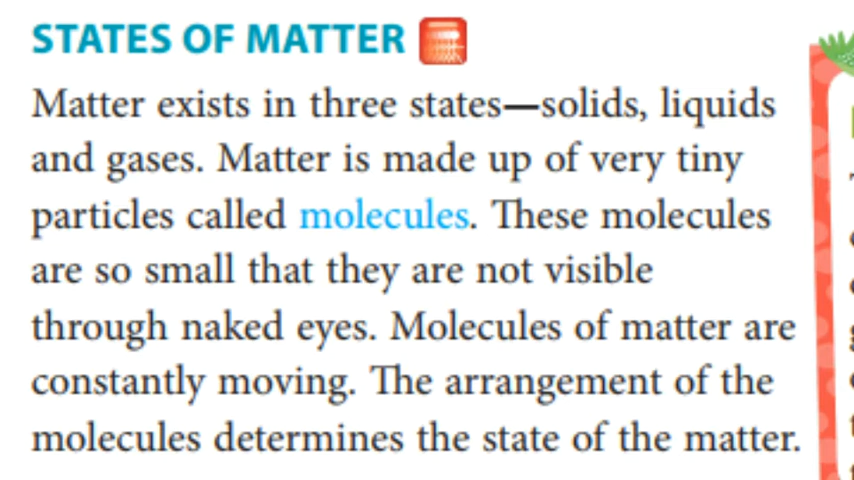 STATES OF MATTER
Matter exists in three states—solids, liquids
and gases. Matter is made up of very tiny
particles called molecules. These molecules
are so small that they are not visible
through naked eyes. Molecules of matter are
constantly moving. The arrangement of the
molecules determines the state of the matter.